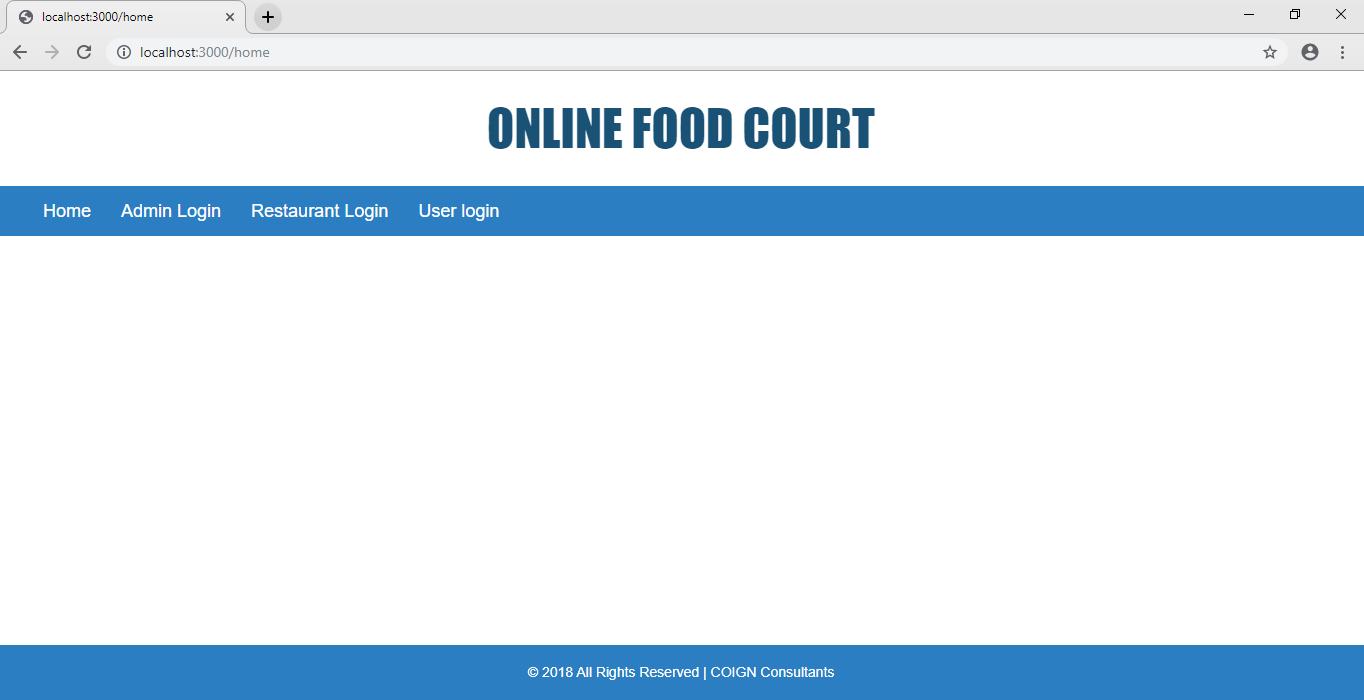 localhost:3000/home
localhost:3000/home
ONLINE FOOD COURT
Home Admin Login Restaurant Login User login
© 2018 All Rights Reserved | COIGN Consultants